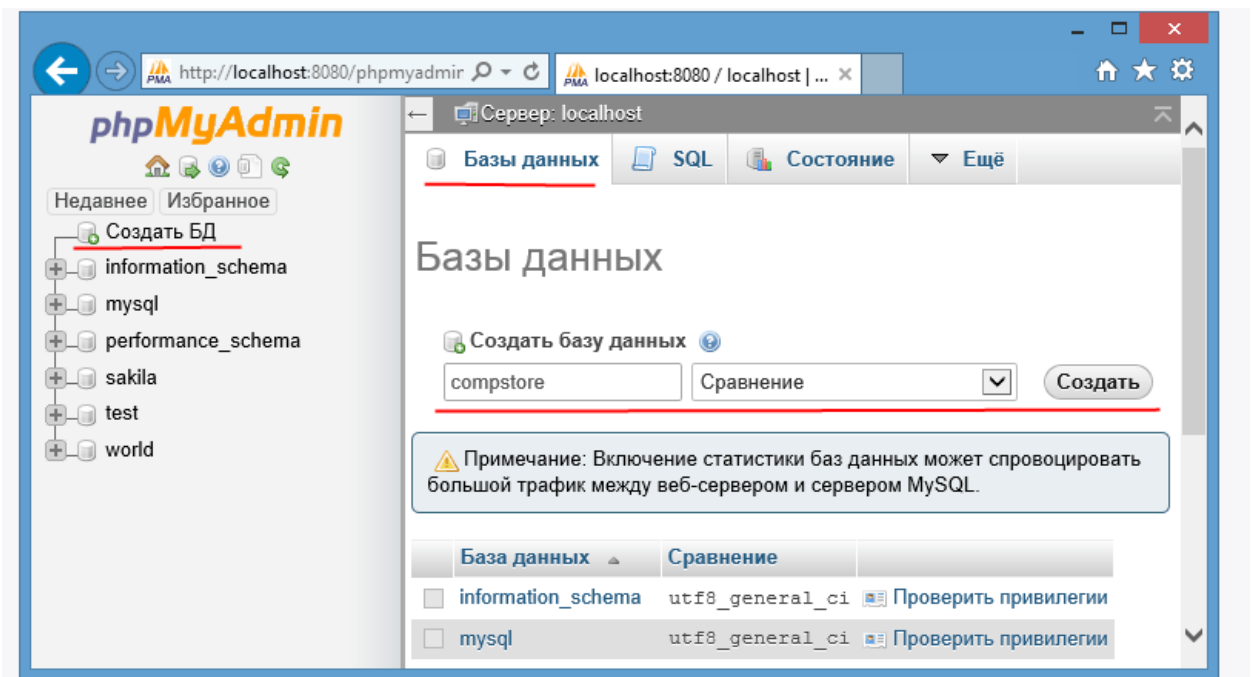 http://localhost:8080/phpmyadmir
localhost:8080 / localhost | ...
phpMyAdmin
Недавнее Избранное
Создать БД
information_schema
mysql
performance_schema
sakila
test
world
Сервер: localhost
Базы данных SQL Состояние Ещё
Базы данных
Создать базу данных
compstore Сравнение Создать
Примечание: Включение статистики баз данных может спровоцировать
большой трафик между веб-сервером и сервером MySQL.
База данных Сравнение
information_schema utf8_general_ci Проверить привилегии
mysql utf8_general_ci Проверить привилегии